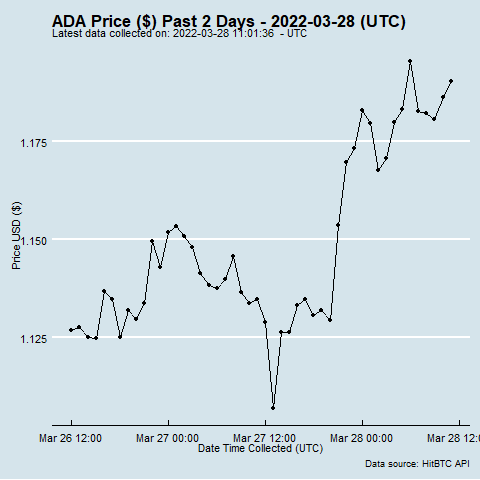 ADA Price ($) Past 2 Days - 2022-03-28 (UTC)
Latest data collected on: 2022-03-28 11:01:36  - UTC
Price USD ($)
1.175
1.150
1.125
Mar 26 12:00 Mar 27 00:00 Mar 27 12:00 Mar 28 00:00 Mar 28 12:00
Date Time Collected (UTC)
Data source: HitBTC API